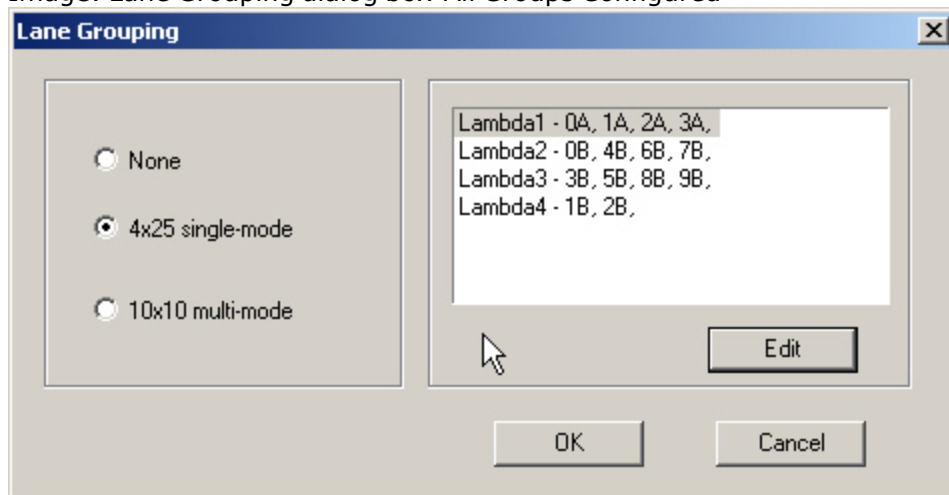 Image: Lane Grouping dialog box-All Groups Configured
Lane Grouping
None
4x25 single-mode
10x10 multi-mode
Lambda1 - 0A, 1A, 2A, 3A,
Lambda2 - 0B, 4B, 6B, 7B,
Lambda3 - 3B, 5B, 8B, 9B,
Lambda4 - 1B, 2B,
Edit
OK
Cancel